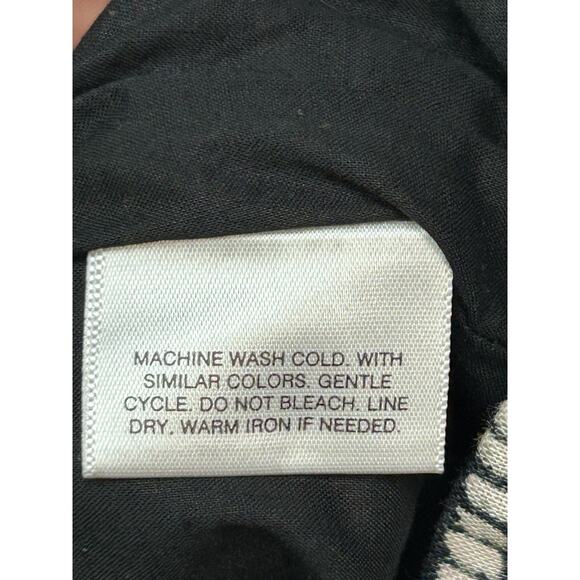 MACHINE WASH COLD. WITH
SIMILAR COLORS. GENTLE
CYCLE. DO NOT BLEACH. LINE
DRY. WARM IRON IF NEEDED.